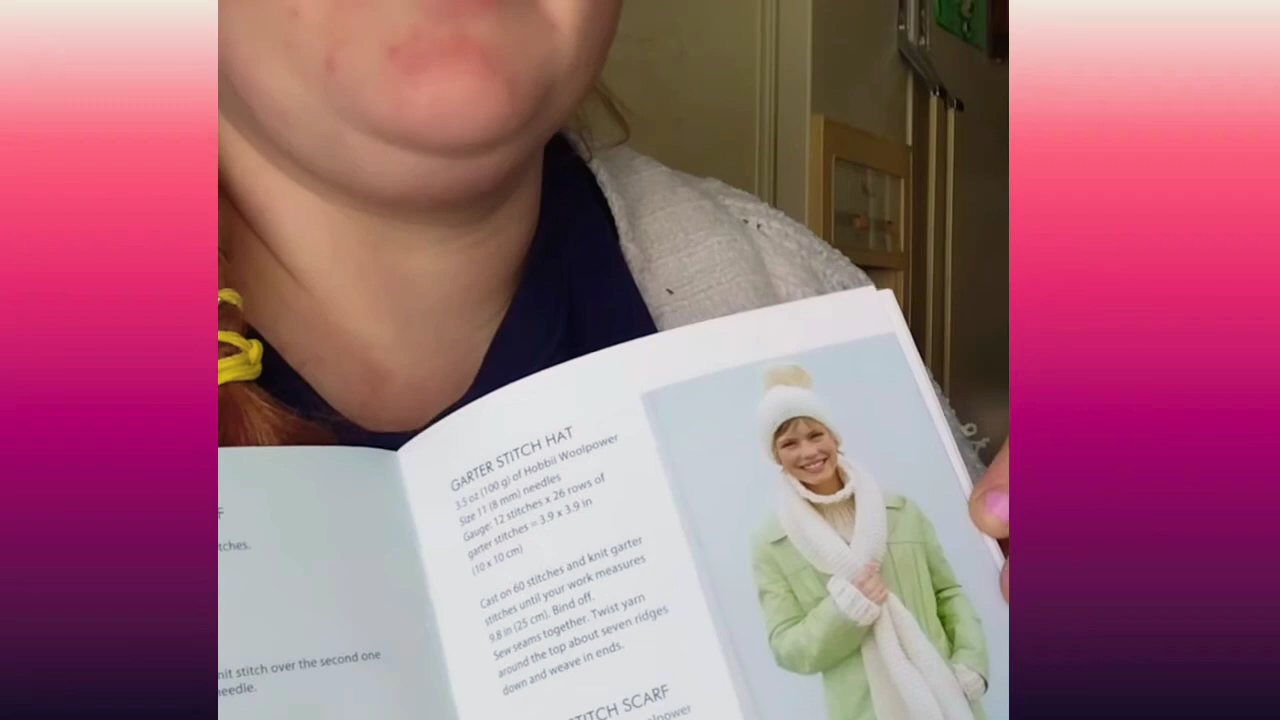 tches.
nit stitch over the second one
needle.
GARTER STITCH HAT
3.5 oz (100 g) of Hobbii Woolpower
Size 11 (8 mm) needles
Gauge: 12 stitches x 26 rows of
garter stitches = 3.9 x 3.9 in
(10 x 10 cm)
Cast on 60 stitches and knit garter
stitches until your work measures
9.8 in (25 cm). Bind off.
Sew seams together. Twist yarn
around the top about seven ridges
down and weave in ends.
STITCH SCARF
olpower